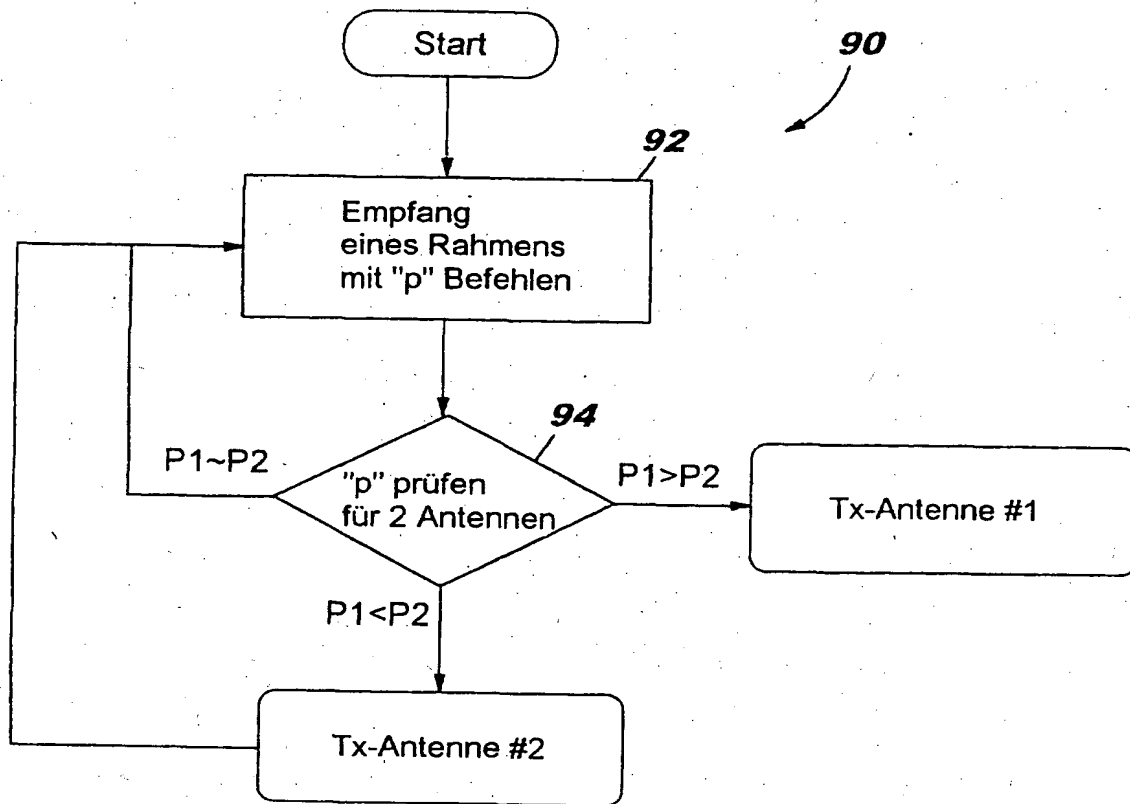 Start
90
92
Empfang
eines Rahmens
mit "p" Befehlen
94
P1~P2
"p" prüfen
für 2 Antennen
P1>P2
Tx-Antenne #1
P1<P2
Tx-Antenne #2